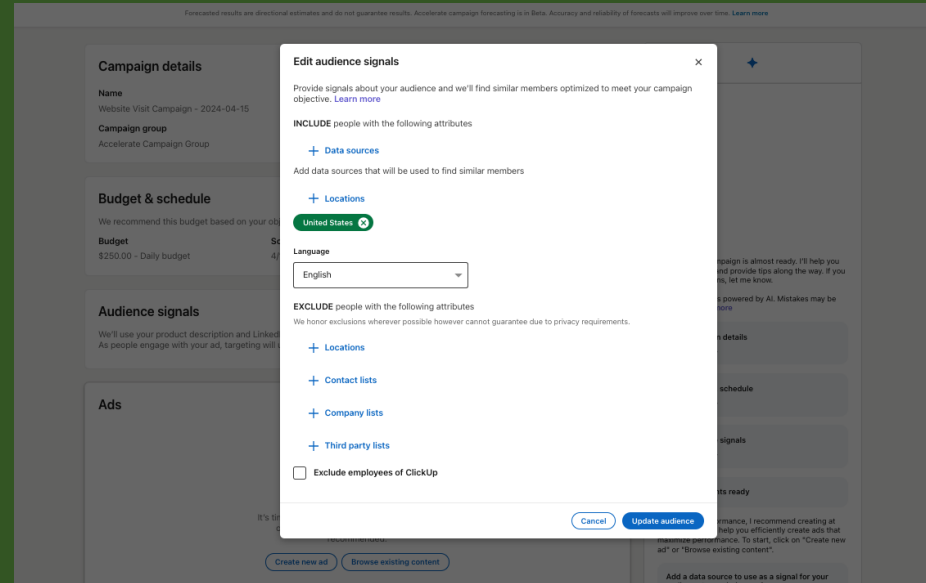 Forecasted results are directional estimates and do not guarantee results. Accelerate campaign forecasting is in Beta. Accuracy and reliability of forecasts will improve over time. Learn more
Campaign details
Name
Website Visit Campaign – 2024-04-15
Campaign group
Accelerate Campaign Group
Budget & schedule
We recommend this budget based on your
Budget
$250.00 - Daily budget
Audience signals
We'll use your product description and
As people engage with your ad, targeting will
Ads
It's
recommended.
Create new ad
Browse existing content
Edit audience signals
Provide signals about your audience and we'll find similar members optimized to meet your campaign
objective. Learn more
INCLUDE people with the following attributes
+ Data sources
Add data sources that will be used to find similar members
+ Locations
United States
Language
English
EXCLUDE people with the following attributes
We honor exclusions wherever possible however cannot guarantee due to privacy requirements.
+ Locations
+ Contact lists
+ Company lists
+ Third party lists
Exclude employees of ClickUp
Cancel
Update audience
is almost ready. I'll help you
and provide tips along the way. If you
let me know.
powered by AI. Mistakes may be
details
schedule
signals
ready
I recommend creating at
help you efficiently create ads that
maximize performance. To start, click on "Create new
ad" or "Browse existing content".
Add a data source to use as a signal for your